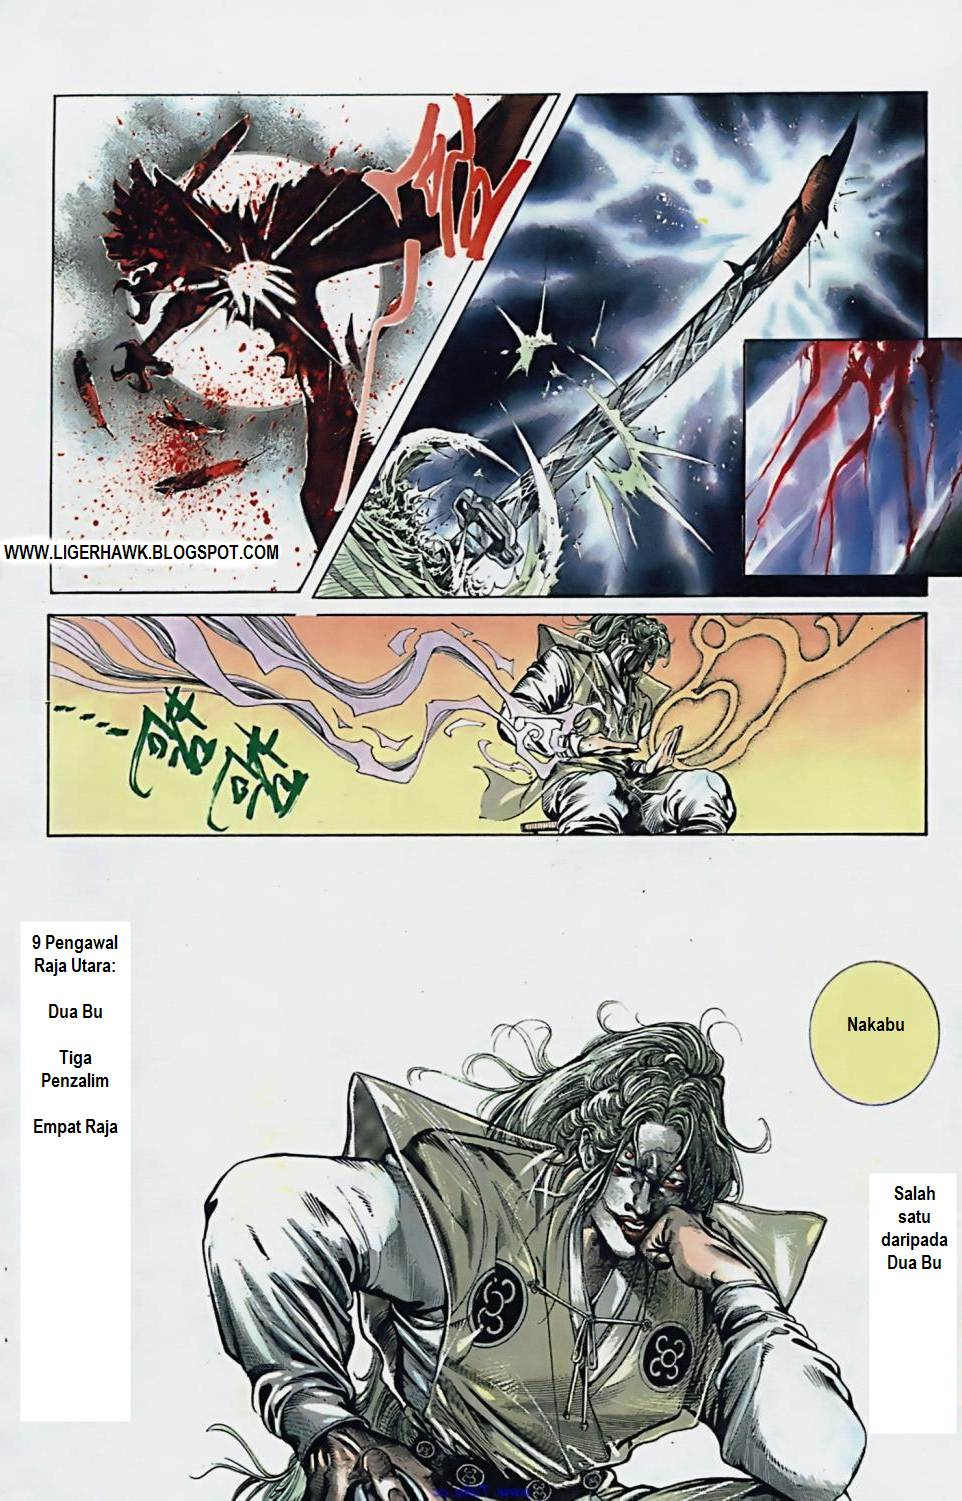 WWW.LIGERHAWK.BLOGSPOT.COM
9 Pengawal
Raja Utara:
Dua Bu
Tiga
Penzalim
Empat Raja
Nakabu
Salah
satu
daripada
Dua Bu